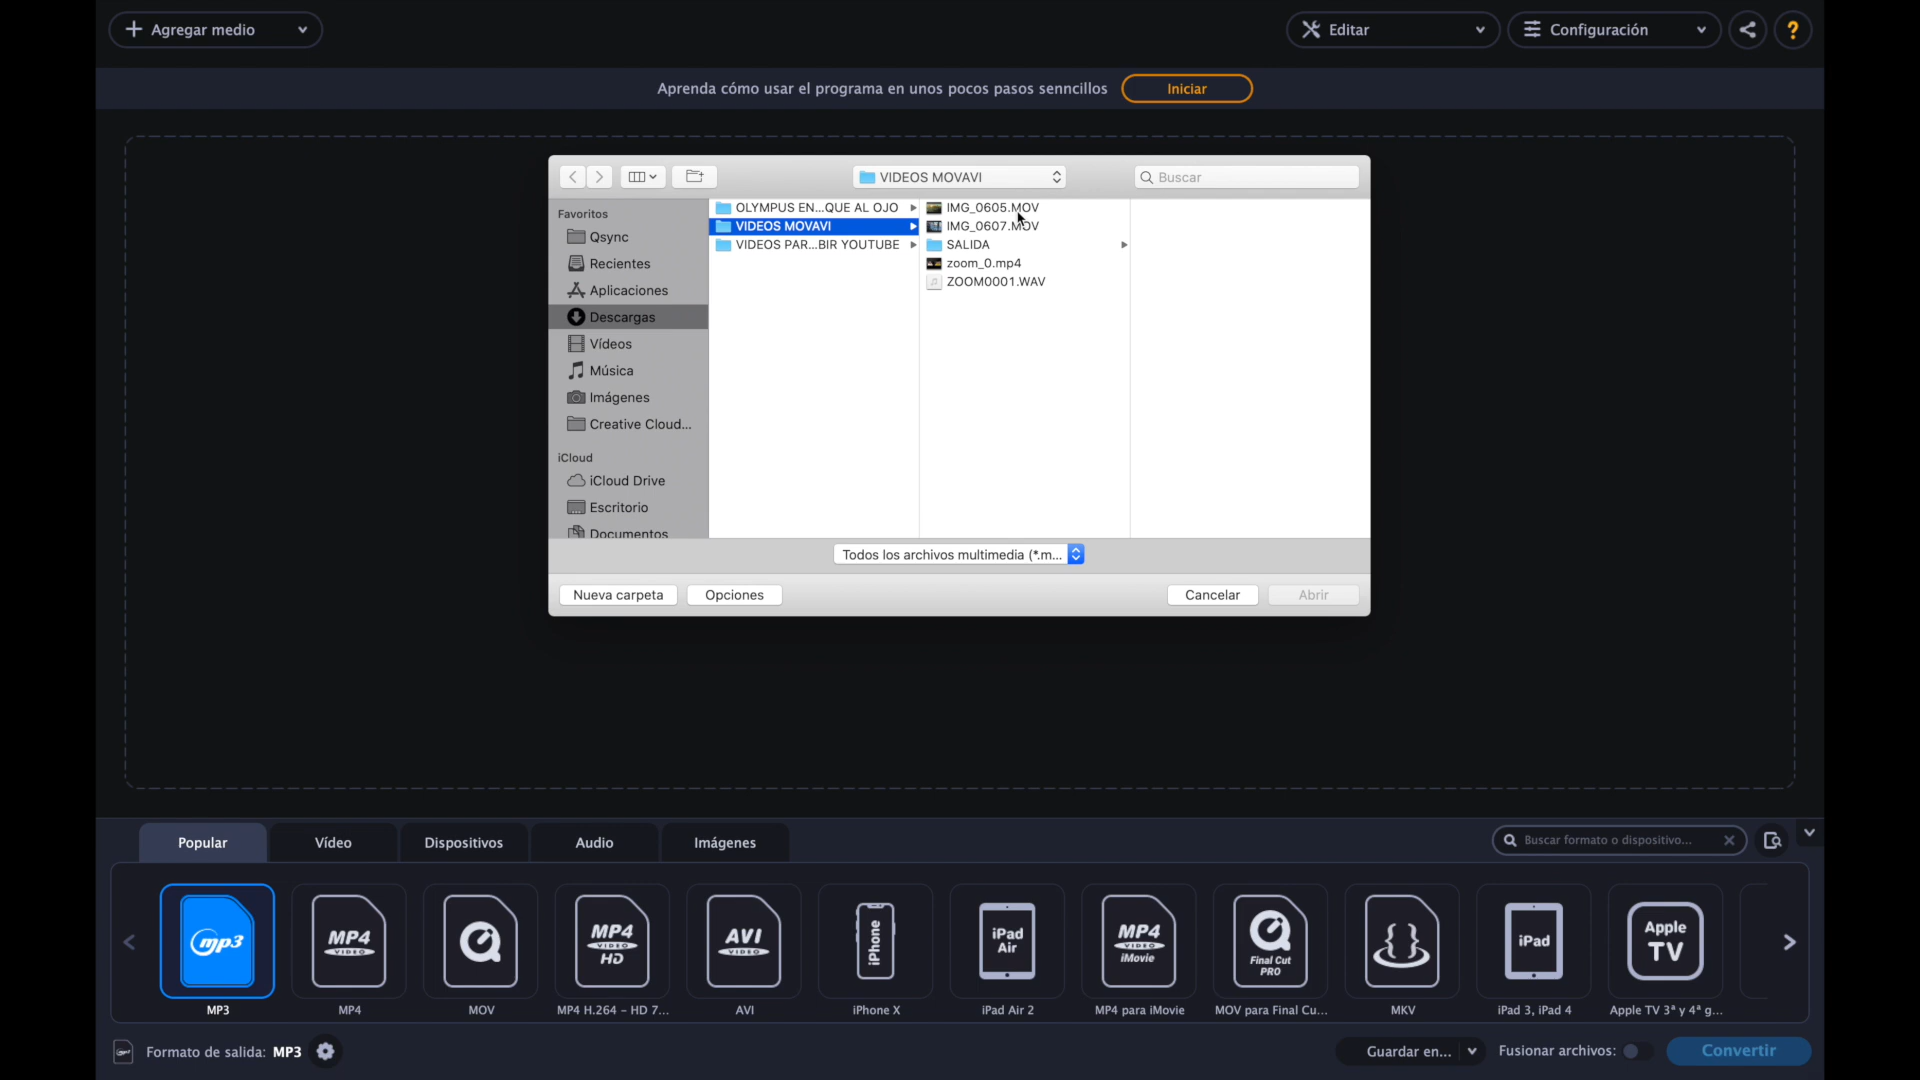 Agregar medio
Editar
Configuración
?
Aprenda cómo usar el programa en unos pocos pasos senncillos
Iniciar
VIDEOS MOVAVI
Buscar
Favoritos
Qsync
Recientes
Aplicaciones
Descargas
Vídeos
Música
Imágenes
Creative Cloud...
iCloud
iCloud Drive
Escritorio
Documentos
OLYMPUS EN...QUE AL OJO
VIDEOS MOVAVI
VIDEOS PAR...BIR YOUTUBE
IMG_0605.MOV
IMG_0607.MOV
SALIDA
zoom_0.mp4
ZOOM0001.WAV
Todos los archivos multimedia (*.m...
Nueva carpeta
Opciones
Cancelar
Abrir
Popular
Vídeo
Dispositivos
Audio
Imágenes
Buscar formato o dispositivo...
mp3
MP4
VIDEO
MP4
VIDEO
HD
AVI
VIDEO
iPhone
iPad
Air
MP4
VIDEO
iMovie
Final Cut
PRO
{ }
iPad
Apple
TV
MP3
MP4
MOV
MP4 H.264 - HD 7...
AVI
iPhone X
iPad Air 2
MP4 para iMovie
MOV para Final Cu...
MKV
iPad 3, iPad 4
Apple TV 3ª y 4ª g...
Formato de salida: MP3
Guardar en...
Fusionar archivos:
Convertir